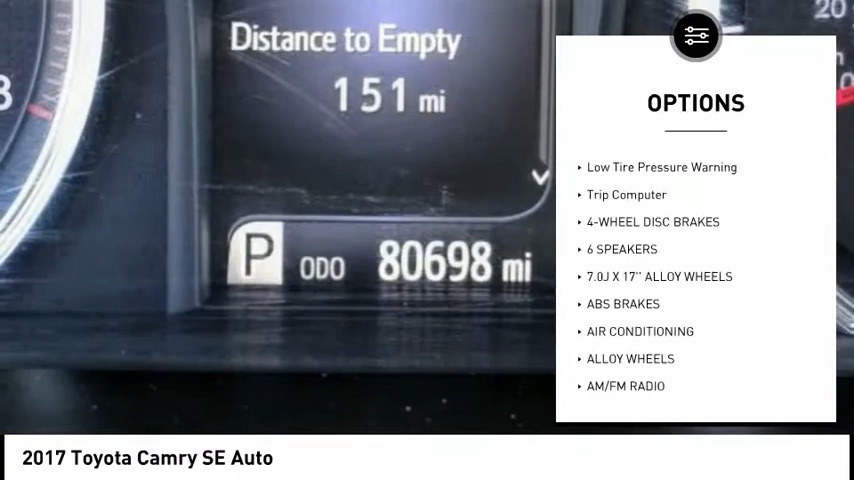 Distance to Empty
151 mi
P ODO 80698 mi
8
20
OPTIONS
Low Tire Pressure Warning
Trip Computer
4-WHEEL DISC BRAKES
6 SPEAKERS
7.0J X 17'' ALLOY WHEELS
ABS BRAKES
AIR CONDITIONING
ALLOY WHEELS
AM/FM RADIO
2017 Toyota Camry SE Auto